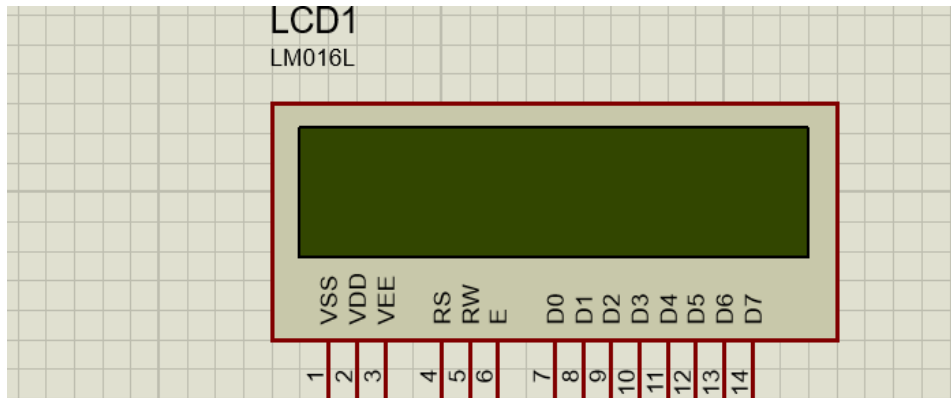 LCD1
LM016L
VSS VDD VEE RS RW E D0 D1 D2 D3 D4 D5 D6 D7
1 2 3 4 5 6 7 8 9 10 11 12 13 14